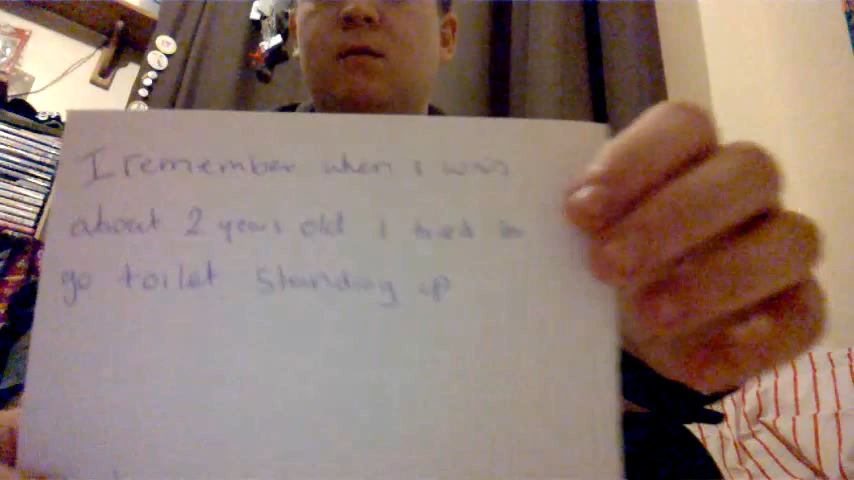 I remember when i was
about 2 years old I tried to
go toilet standing up